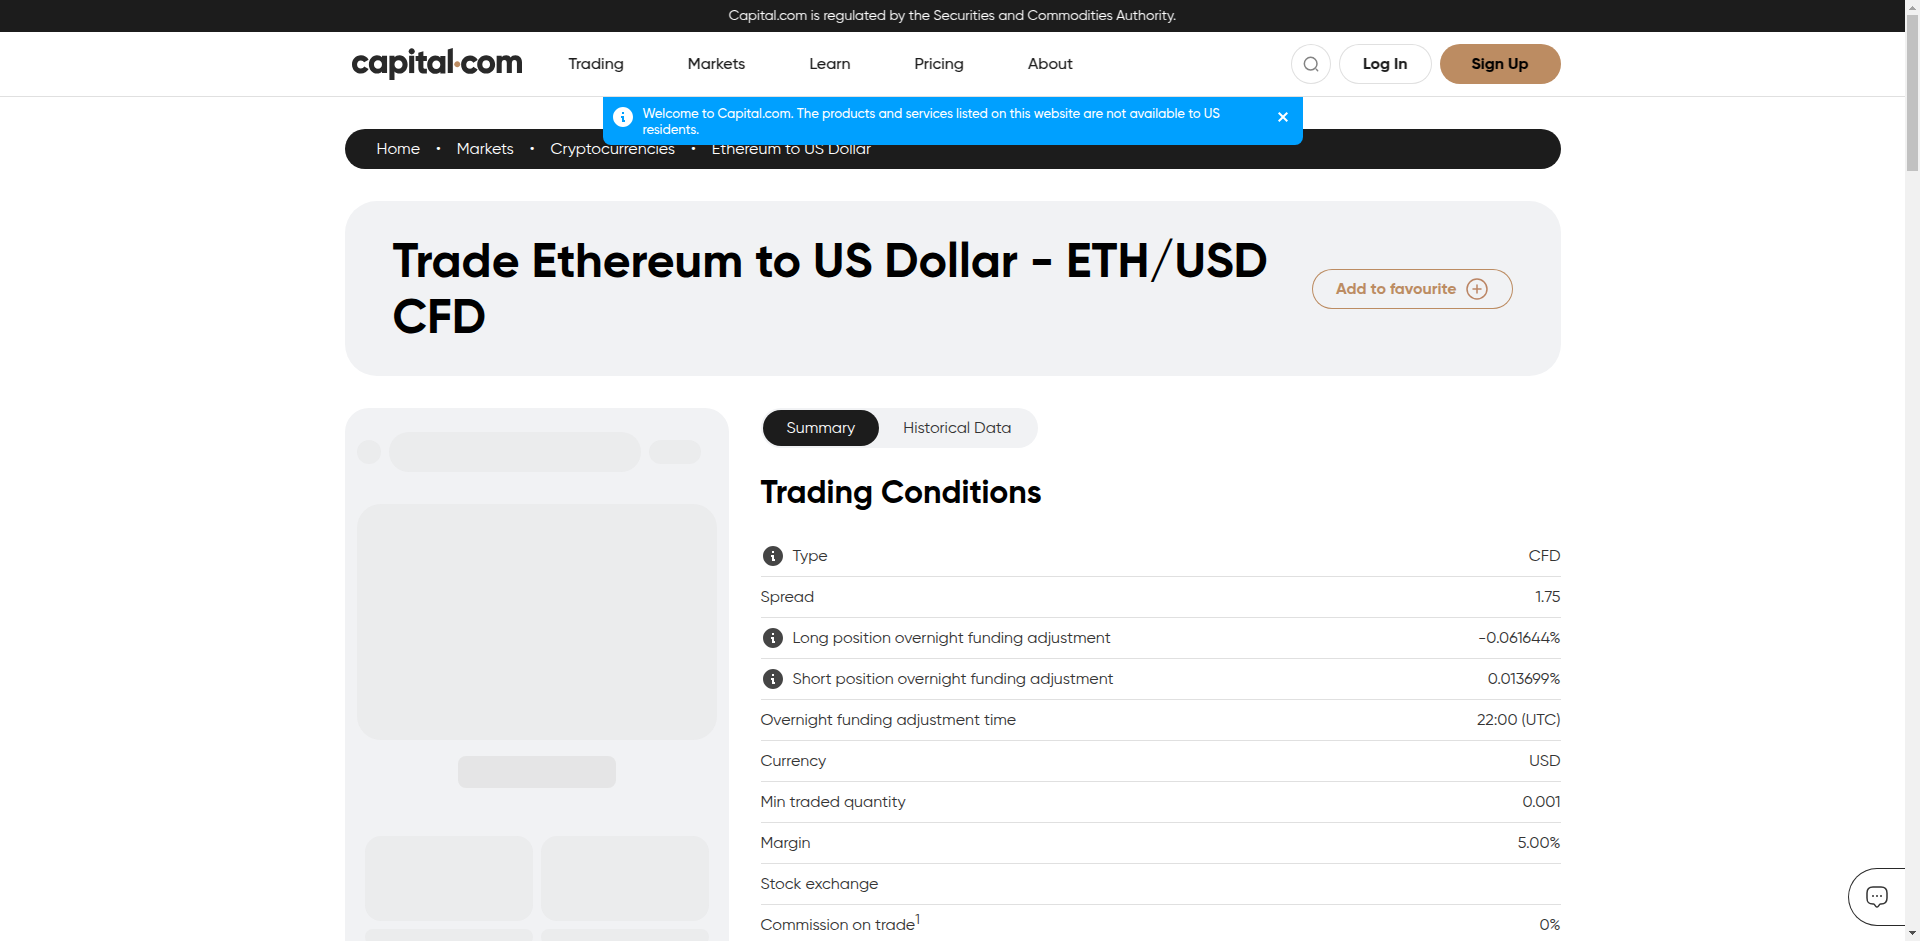 Capital.com is regulated by the Securities and Commodities Authority.
capital.com
Trading
Markets
Learn
Pricing
About
Log In
Sign Up
Welcome to Capital.com. The products and services listed on this website are not available to US
residents.
Home • Markets • Cryptocurrencies • Ethereum to US Dollar
Trade Ethereum to US Dollar - ETH/USD
CFD
Add to favourite
Summary
Historical Data
Trading Conditions
Type CFD
Spread 1.75
Long position overnight funding adjustment -0.061644%
Short position overnight funding adjustment 0.013699%
Overnight funding adjustment time 22:00 (UTC)
Currency USD
Min traded quantity 0.001
Margin 5.00%
Stock exchange
Commission on trade1 0%